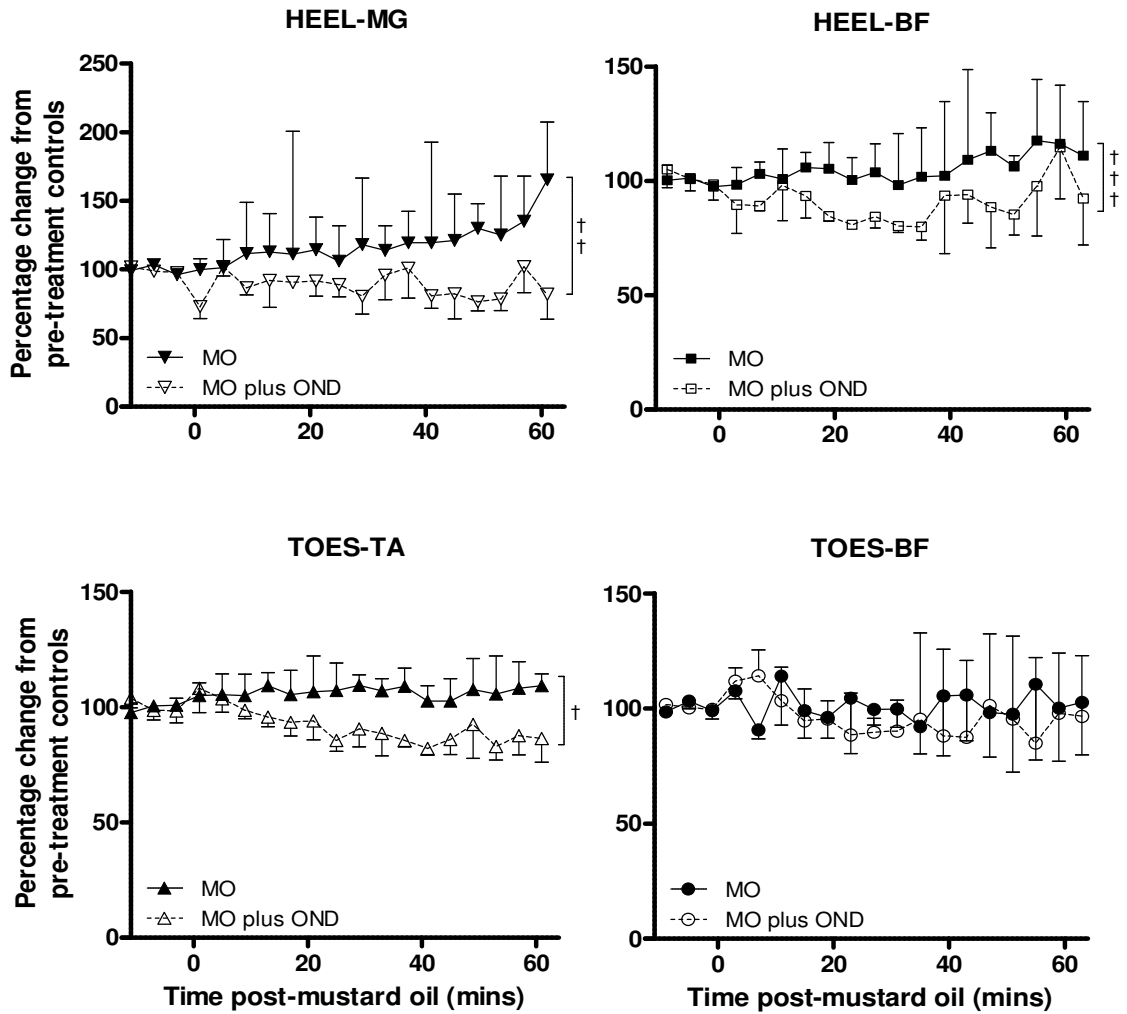 HEEL-MG
Percentage change from
pre-treatment controls
250
200
150
100
50
0
0 20 40 60
MO
MO plus OND
†
†
HEEL-BF
150
100
50
0
0 20 40 60
MO
MO plus OND
†
†
†
TOES-TA
Percentage change from
pre-treatment controls
150
100
50
0
0 20 40 60
MO
MO plus OND
†
Time post-mustard oil (mins)
TOES-BF
150
100
50
0
0 20 40 60
MO
MO plus OND
Time post-mustard oil (mins)